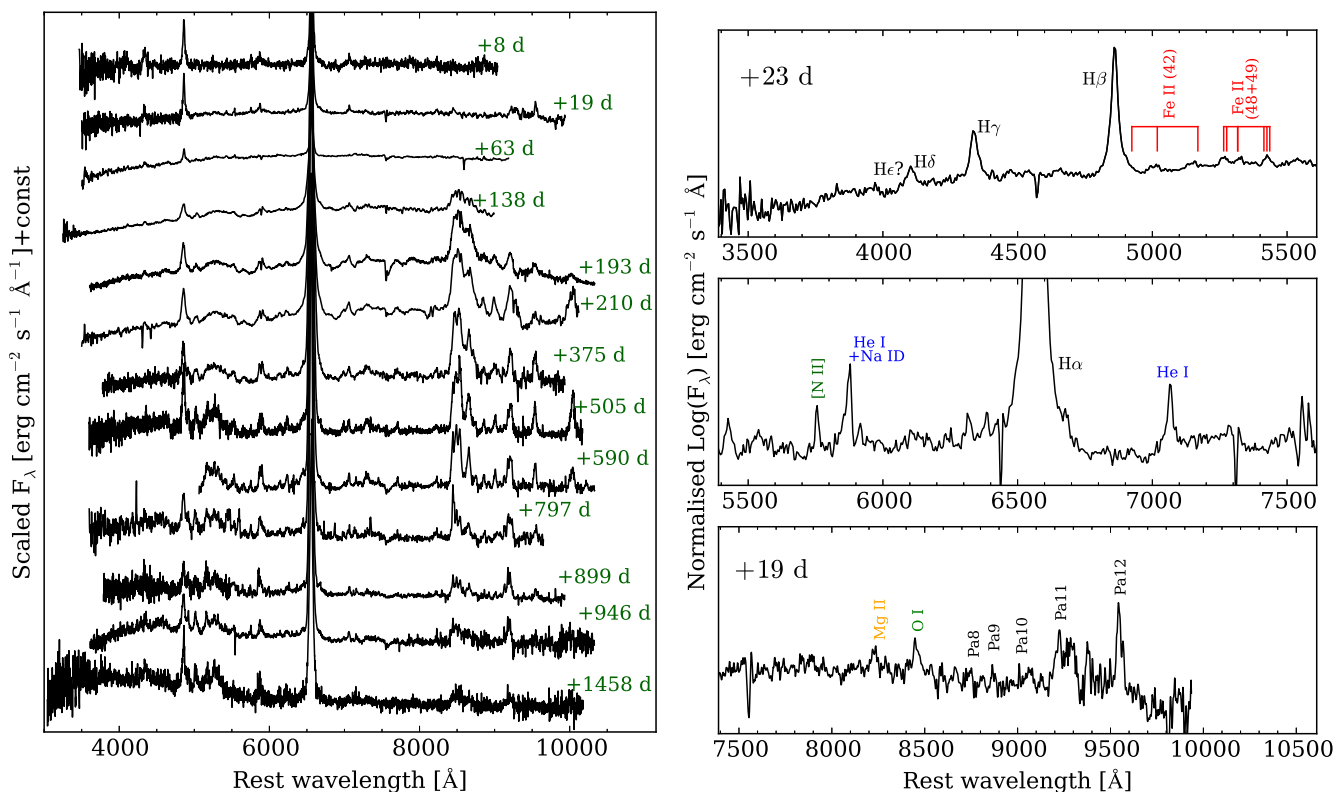 Scaled F_λ [erg cm⁻² s⁻¹ Å⁻¹]+const
+8 d
+19 d
+63 d
+138 d
+193 d
+210 d
+375 d
+505 d
+590 d
+797 d
+899 d
+946 d
+1458 d
4000 6000 8000 10000
Rest wavelength [Å]
Normalised Log(F_λ) [erg cm⁻² s⁻¹ Å]
+23 d
Hϵ?
Hδ
Hγ
Hβ
Fe II (42)
Fe II
(48+49)
3500 4000 4500 5000 5500
[N II]
He I
+Na ID
Hα
He I
5500 6000 6500 7000 7500
+19 d
Mg II
O I
Pa8
Pa9
Pa10
Pa11
Pa12
7500 8000 8500 9000 9500 10000 10500
Rest wavelength [Å]